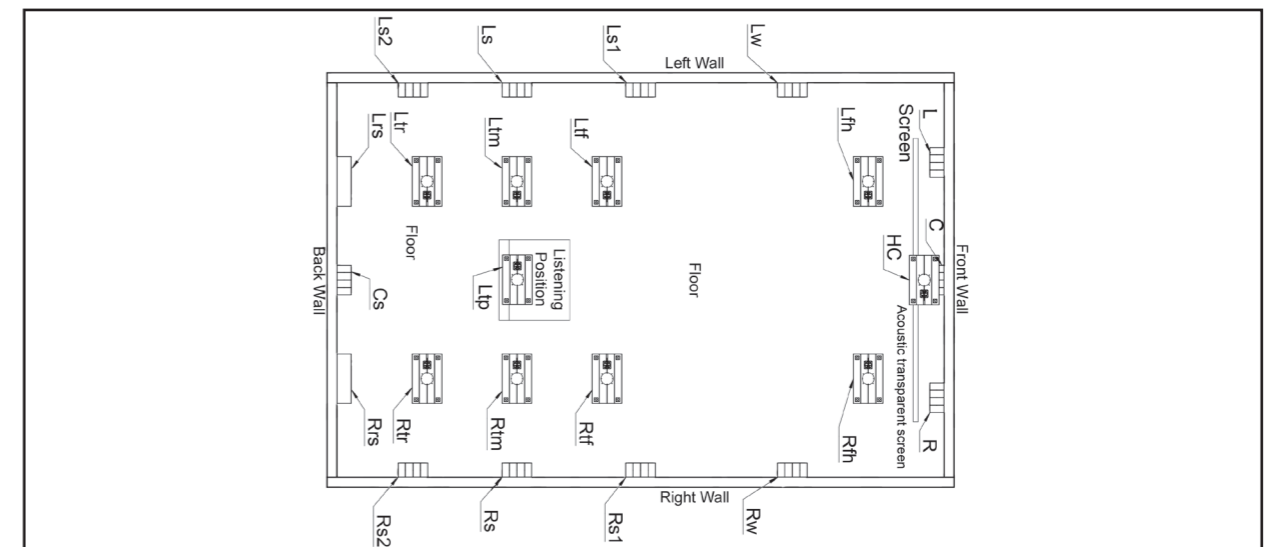 Ls2
Ls
Ls1
Lw
Left Wall
Lrs
Ltr
Ltm
Ltf
Lfh
Screen
L
Floor
Back Wall
Cs
Ltp
Listening
Position
Floor
HC
C
Front Wall
Acoustic transparent screen
Rrs
Rtr
Rtm
Rtf
Rfh
R
Rs2
Rs
Rs1
Right Wall
Rw